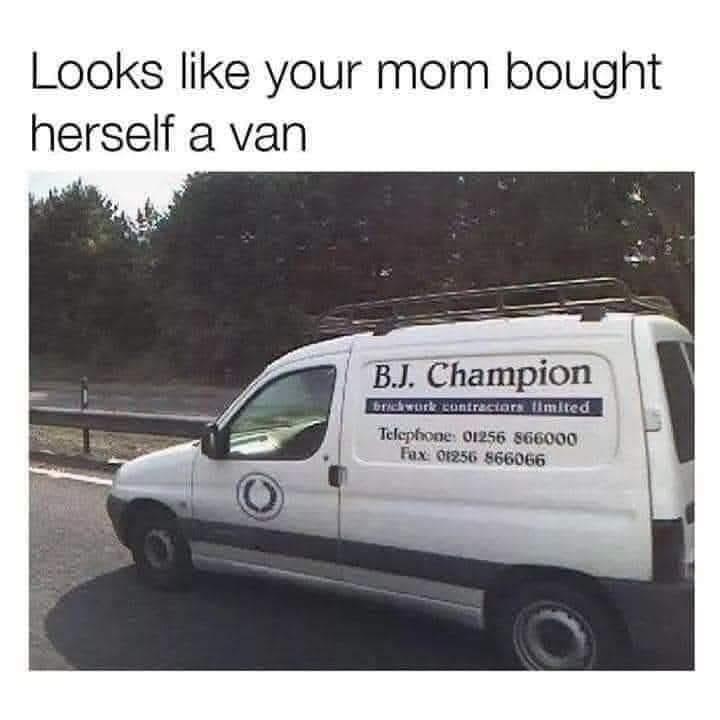 Looks like your mom bought
herself a van
B.J. Champion
brickwork contractors limited
Telephone: 01256 866000
Fax: 01256 866066